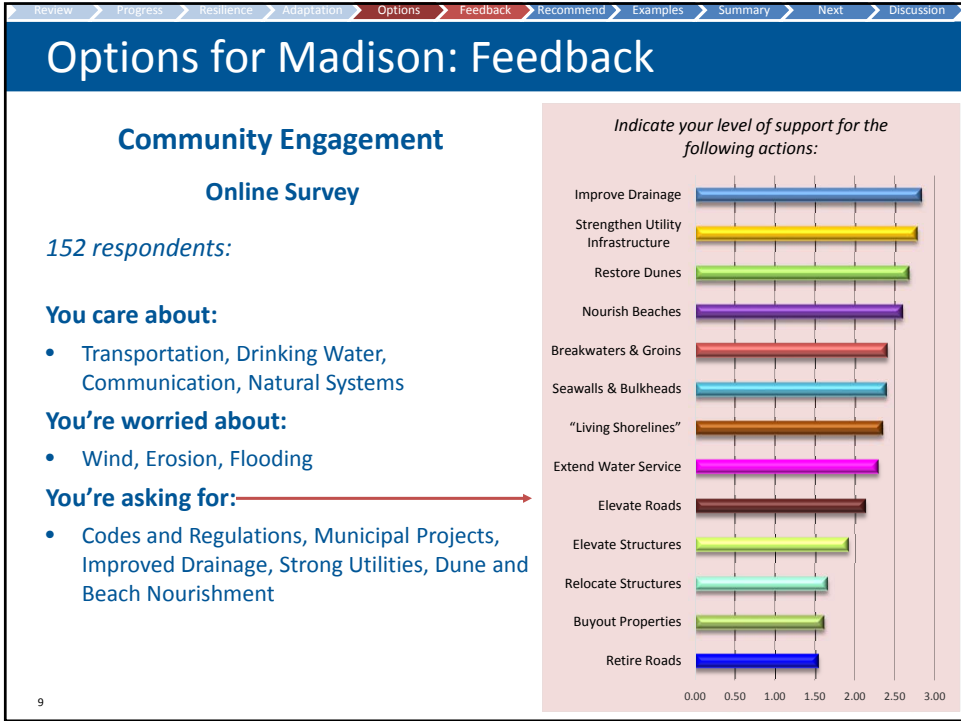 Review Progress Resilience Adaptation Options Feedback Recommend Examples Summary Next Discussion
Options for Madison: Feedback
Community Engagement
Online Survey
152 respondents:
You care about:
• Transportation, Drinking Water,
Communication, Natural Systems
You're worried about:
• Wind, Erosion, Flooding
You're asking for:
• Codes and Regulations, Municipal Projects,
Improved Drainage, Strong Utilities, Dune and
Beach Nourishment
9
Indicate your level of support for the
following actions:
Improve Drainage
Strengthen Utility
Infrastructure
Restore Dunes
Nourish Beaches
Breakwaters & Groins
Seawalls & Bulkheads
“Living Shorelines”
Extend Water Service
Elevate Roads
Elevate Structures
Relocate Structures
Buyout Properties
Retire Roads
0.00 0.50 1.00 1.50 2.00 2.50 3.00